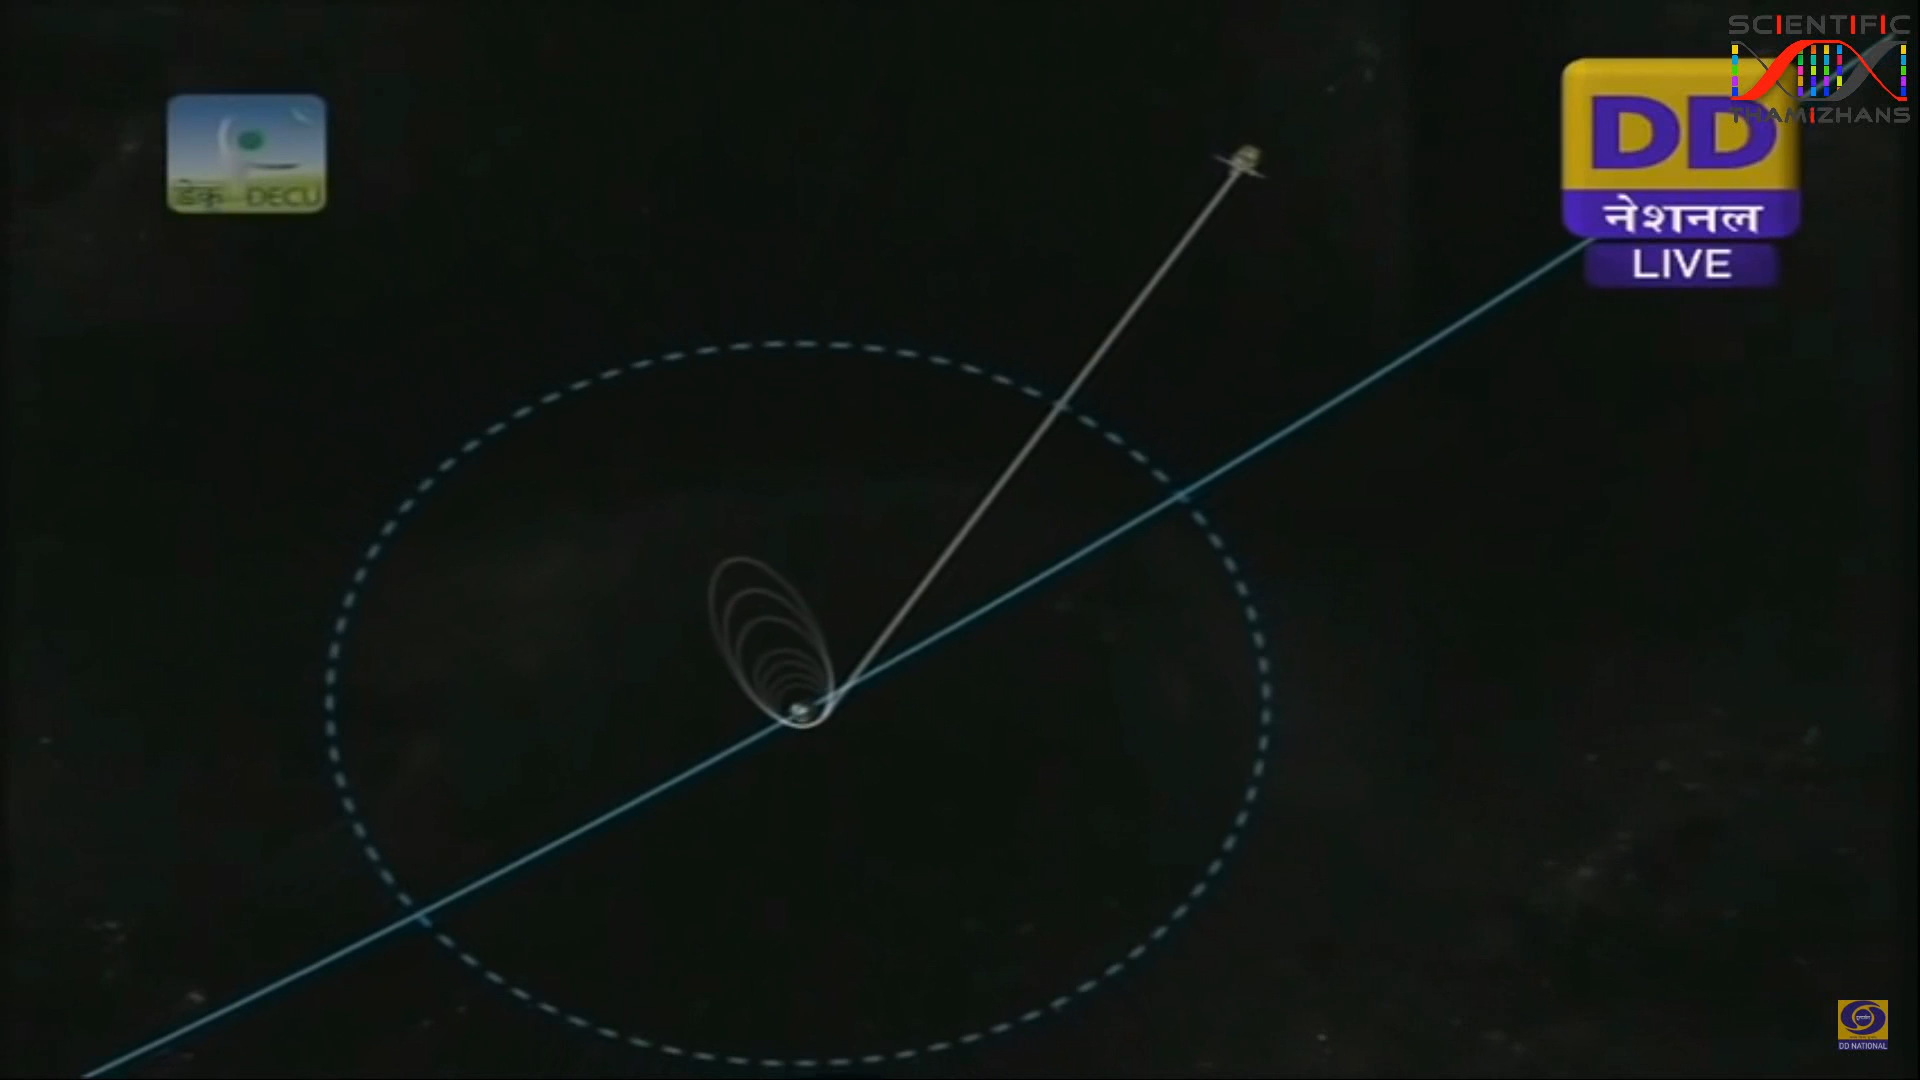 SCIENTIFIC
THAMiZHANS
DD
नेशनल
LIVE
डेकू DECU
DD NATIONAL